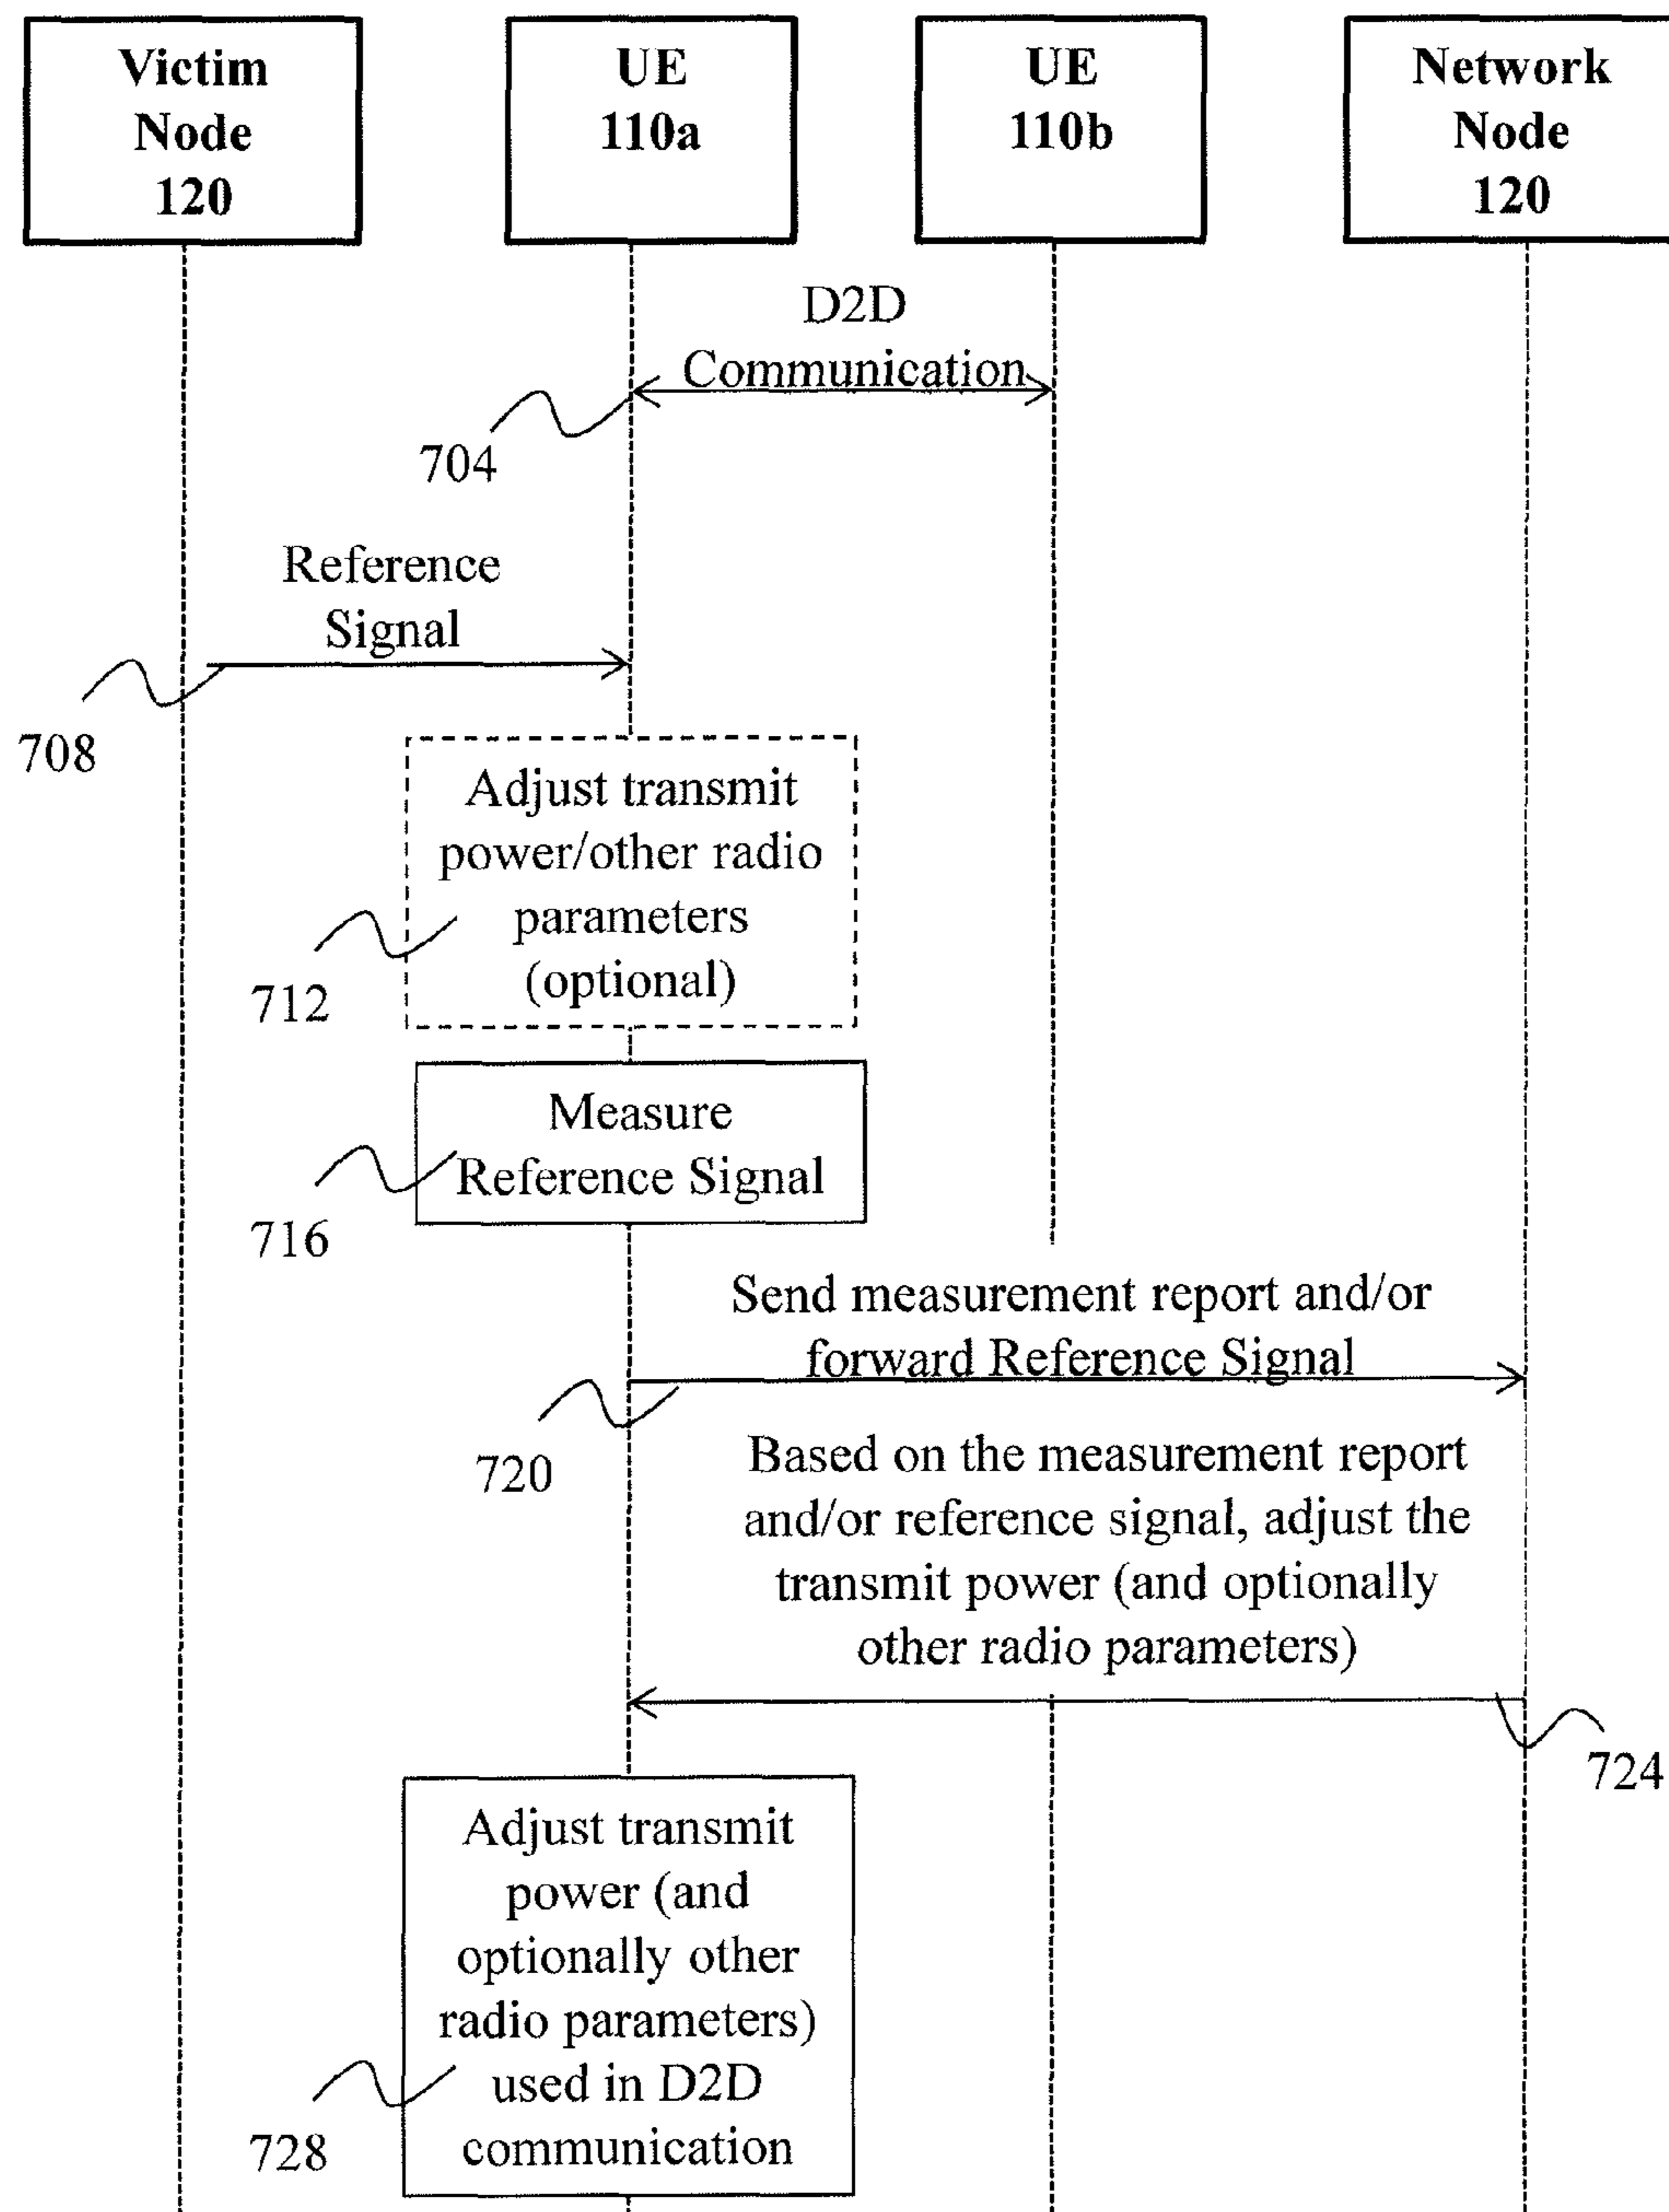 Victim
Node
120
UE
110a
UE
110b
Network
Node
120
D2D
Communication
704
Reference
Signal
708
Adjust transmit
power/other radio
parameters
(optional)
712
Measure
Reference Signal
716
Send measurement report and/or
forward Reference Signal
720
Based on the measurement report
and/or reference signal, adjust the
transmit power (and optionally
other radio parameters)
724
Adjust transmit
power (and
optionally other
radio parameters)
used in D2D
communication
728